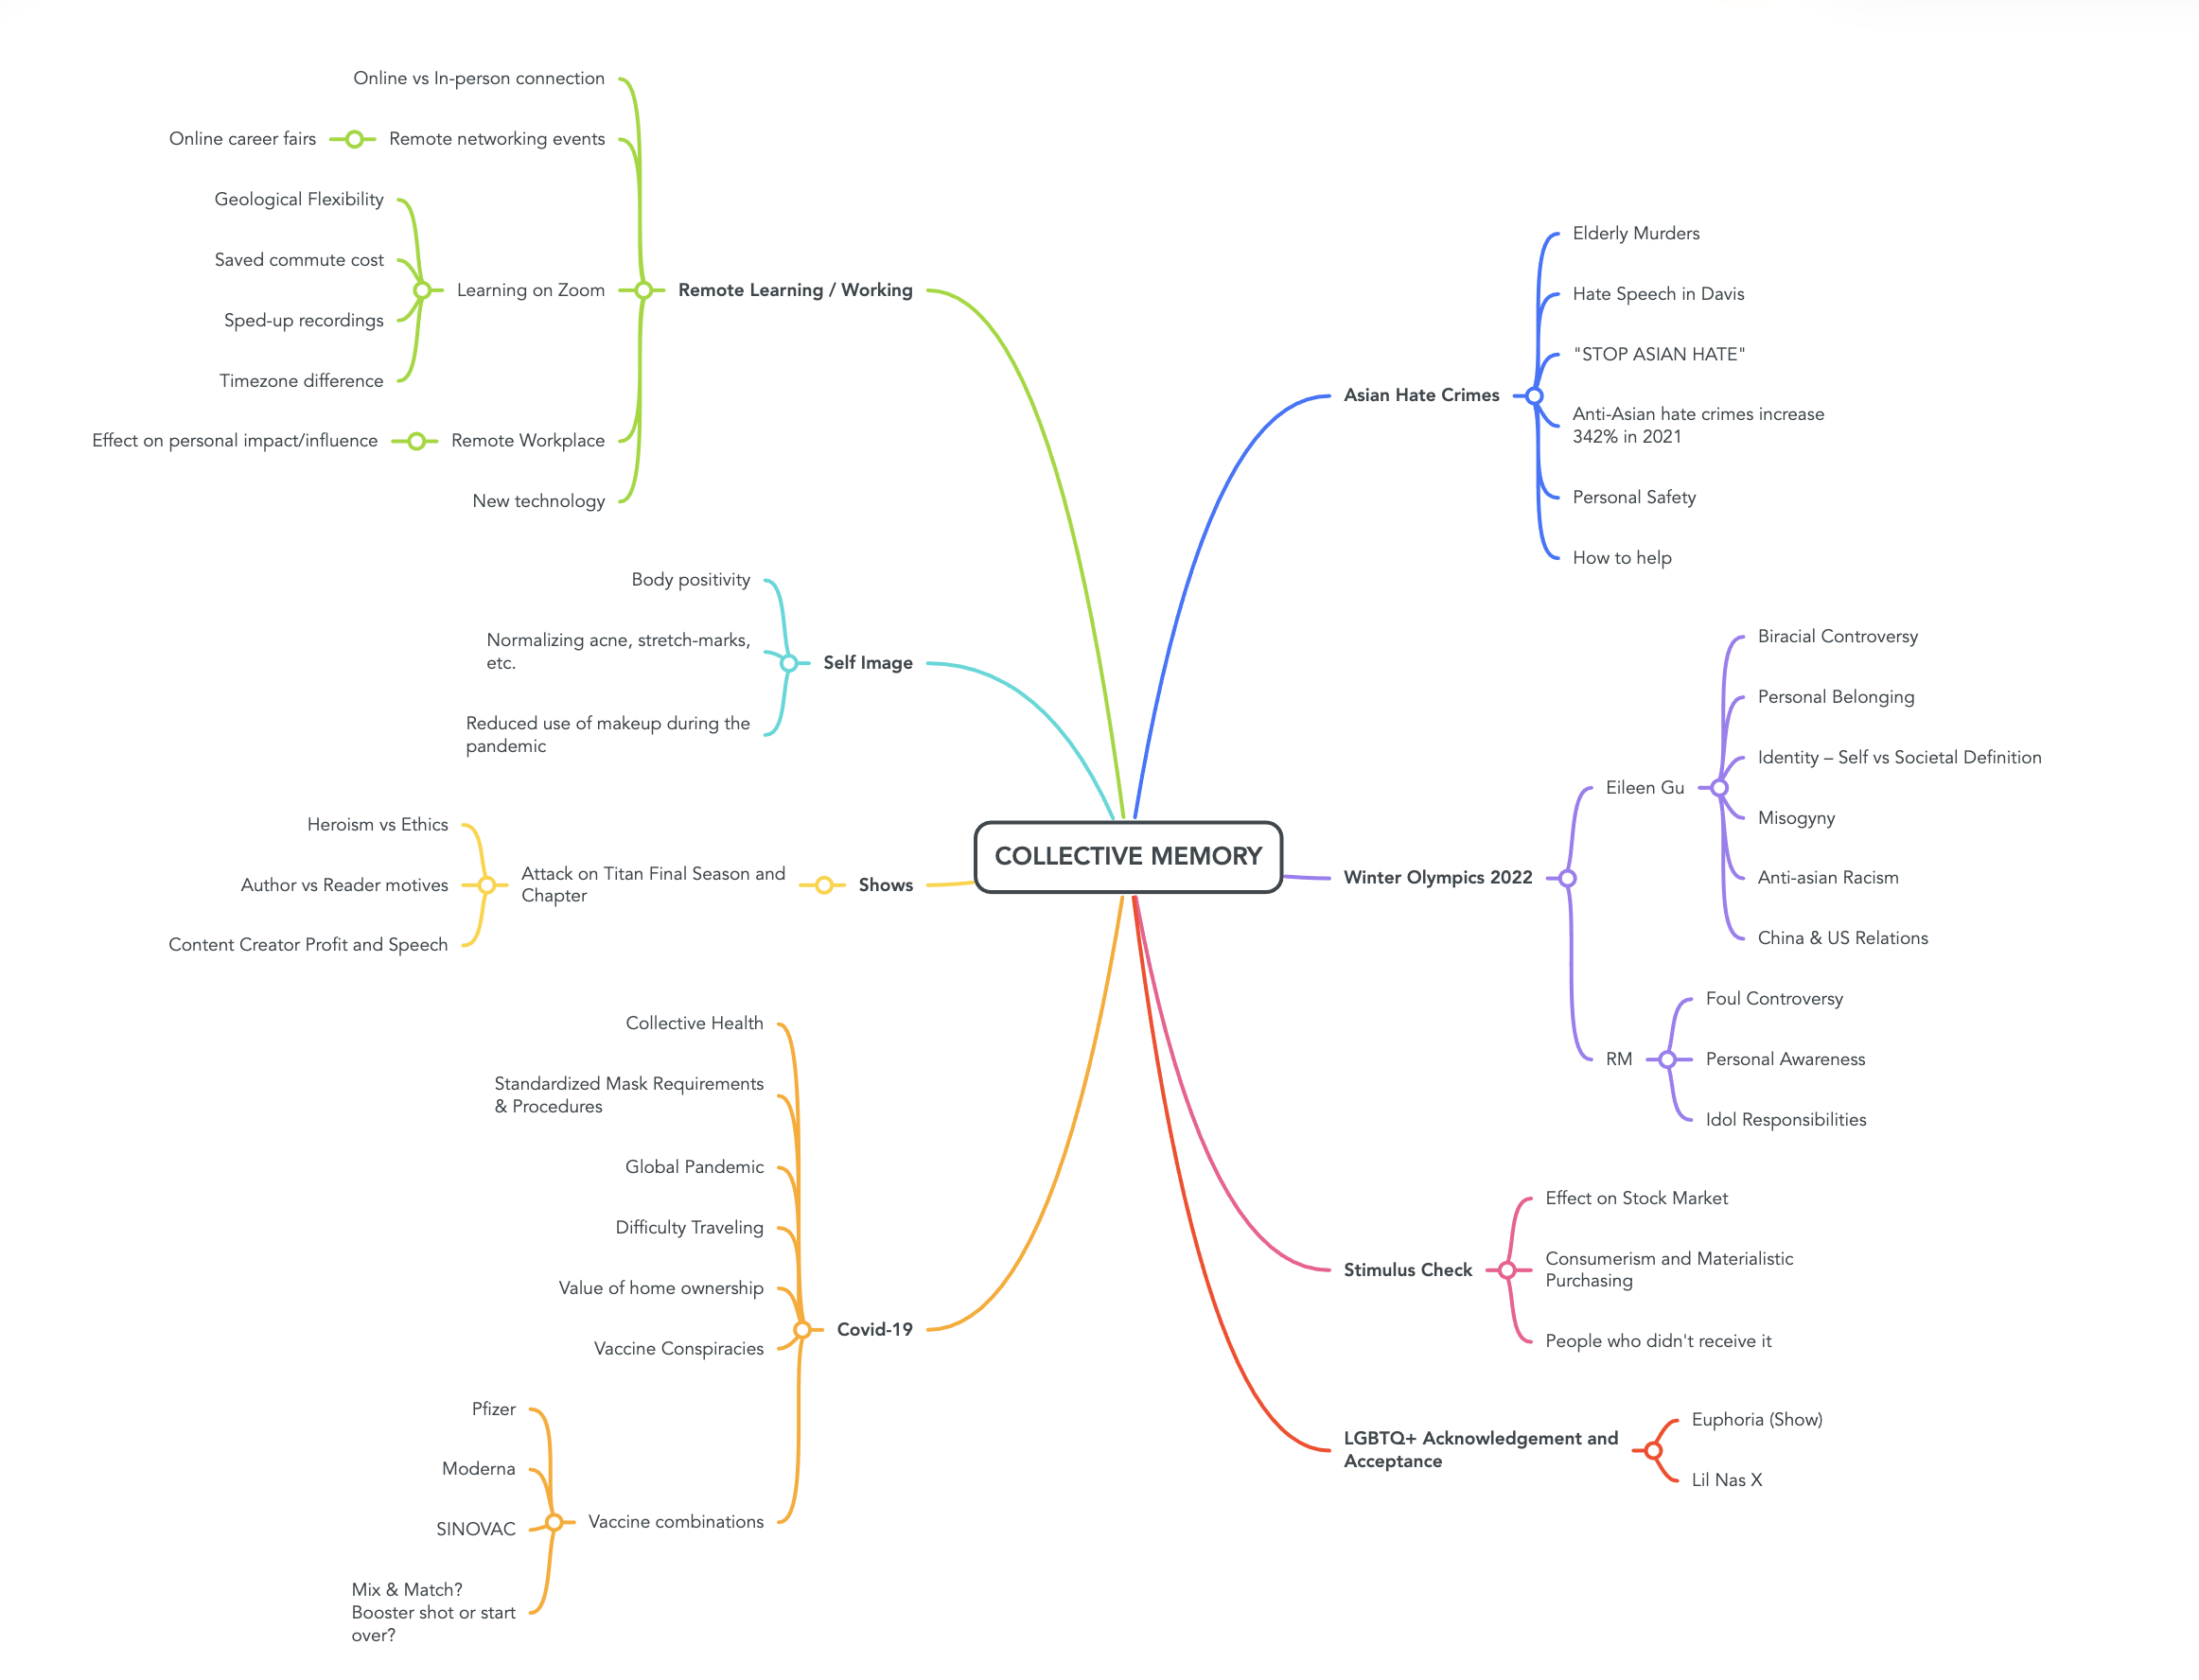 Online vs In-person connection
Online career fairs
Remote networking events
Geological Flexibility
Saved commute cost
Learning on Zoom
Sped-up recordings
Timezone difference
Effect on personal impact/influence
Remote Workplace
New technology
Remote Learning / Working
Body positivity
Normalizing acne, stretch-marks,
etc.
Self Image
Reduced use of makeup during the
pandemic
Heroism vs Ethics
Author vs Reader motives
Content Creator Profit and Speech
Attack on Titan Final Season and
Chapter
Shows
Collective Health
Standardized Mask Requirements
& Procedures
Global Pandemic
Difficulty Traveling
Value of home ownership
Vaccine Conspiracies
Covid-19
Pfizer
Moderna
SINOVAC
Mix & Match?
Booster shot or start
over?
Vaccine combinations
COLLECTIVE MEMORY
Asian Hate Crimes
Elderly Murders
Hate Speech in Davis
"STOP ASIAN HATE"
Anti-Asian hate crimes increase
342% in 2021
Personal Safety
How to help
Winter Olympics 2022
Eileen Gu
Biracial Controversy
Personal Belonging
Identity – Self vs Societal Definition
Misogyny
Anti-asian Racism
China & US Relations
RM
Foul Controversy
Personal Awareness
Idol Responsibilities
Stimulus Check
Effect on Stock Market
Consumerism and Materialistic
Purchasing
People who didn't receive it
LGBTQ+ Acknowledgement and
Acceptance
Euphoria (Show)
Lil Nas X